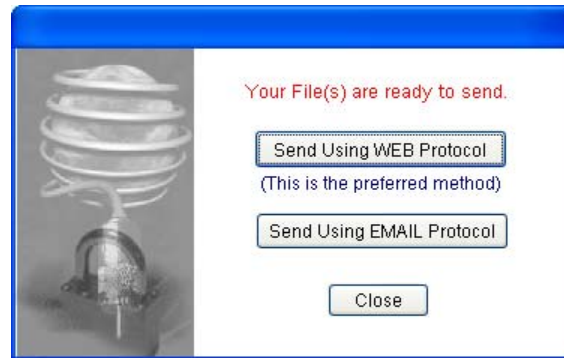 Your File(s) are ready to send.
Send Using WEB Protocol
(This is the preferred method)
Send Using EMAIL Protocol
Close